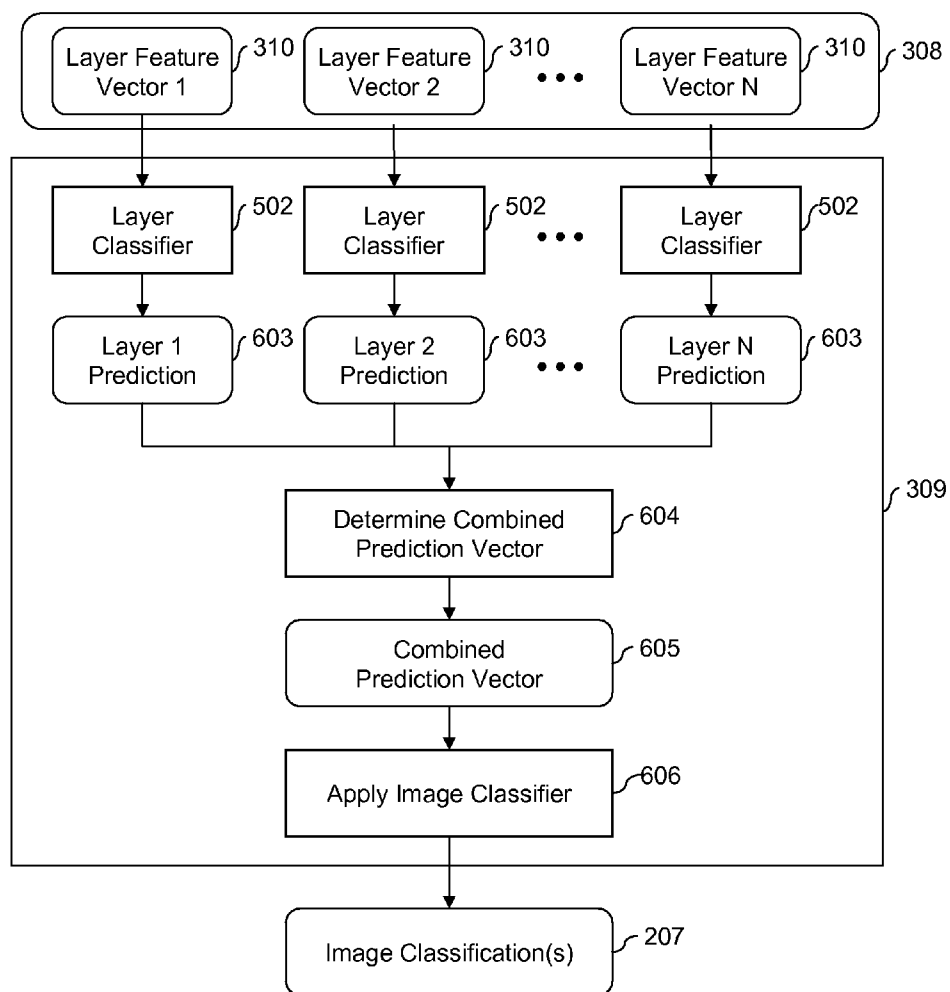 Layer Feature
Vector 1
310
Layer Feature
Vector 2
310
Layer Feature
Vector N
310
308
Layer
Classifier
502
Layer
Classifier
502
Layer
Classifier
502
Layer 1
Prediction
603
Layer 2
Prediction
603
Layer N
Prediction
603
309
Determine Combined
Prediction Vector
604
Combined
Prediction Vector
605
Apply Image Classifier
606
Image Classification(s)
207